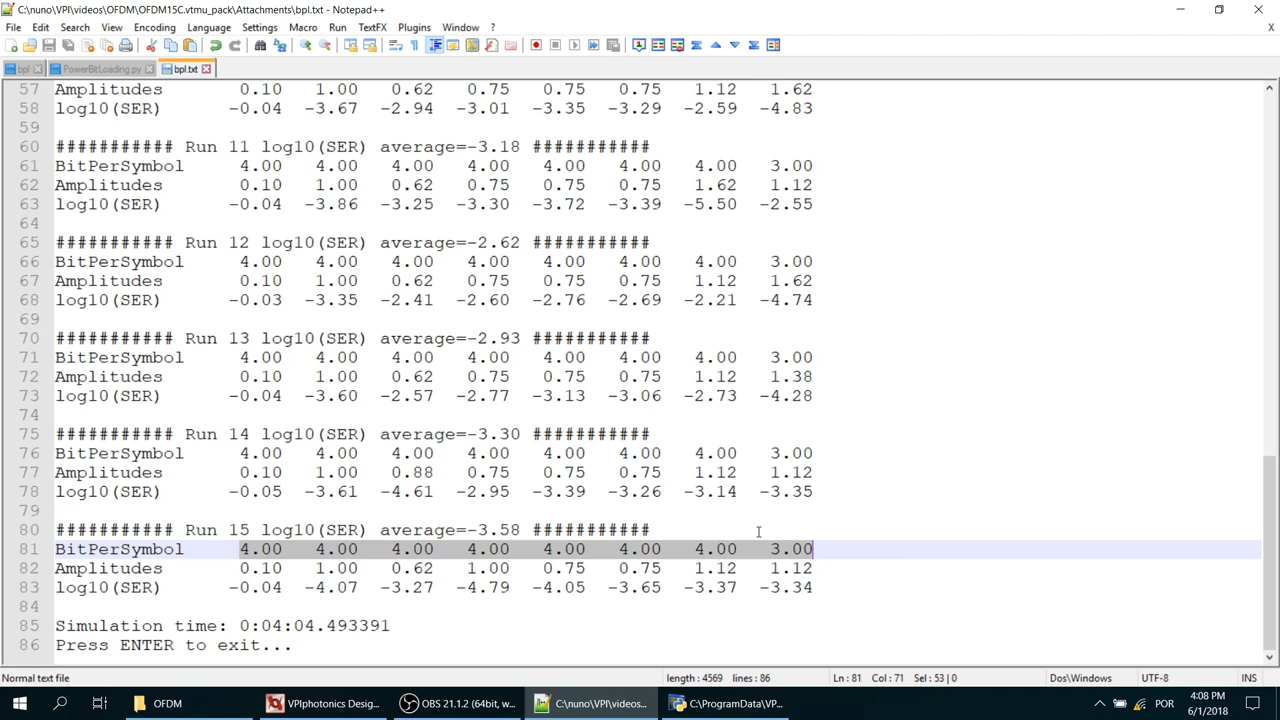 C:\nuno\VPI\videos\OFDM\OFDM15C.vtmu_pack\Attachments\bpl.txt - Notepad++
File Edit Search View Encoding Language Settings Macro Run TextFX Plugins Window ? X
bpl PowerBitLoading.py bpl.txt
57 Amplitudes 0.10 1.00 0.62 0.75 0.75 0.75 1.12 1.62
58 log10(SER) -0.04 -3.67 -2.94 -3.01 -3.35 -3.29 -2.59 -4.83
59
60 ########### Run 11 log10(SER) average=-3.18 ###########
61 BitPerSymbol 4.00 4.00 4.00 4.00 4.00 4.00 4.00 3.00
62 Amplitudes 0.10 1.00 0.62 0.75 0.75 0.75 1.62 1.12
63 log10(SER) -0.04 -3.86 -3.25 -3.30 -3.72 -3.39 -5.50 -2.55
64
65 ########### Run 12 log10(SER) average=-2.62 ###########
66 BitPerSymbol 4.00 4.00 4.00 4.00 4.00 4.00 4.00 3.00
67 Amplitudes 0.10 1.00 0.62 0.75 0.75 0.75 1.12 1.62
68 log10(SER) -0.03 -3.35 -2.41 -2.60 -2.76 -2.69 -2.21 -4.74
69
70 ########### Run 13 log10(SER) average=-2.93 ###########
71 BitPerSymbol 4.00 4.00 4.00 4.00 4.00 4.00 4.00 3.00
72 Amplitudes 0.10 1.00 0.62 0.75 0.75 0.75 1.12 1.38
73 log10(SER) -0.04 -3.60 -2.57 -2.77 -3.13 -3.06 -2.73 -4.28
74
75 ########### Run 14 log10(SER) average=-3.30 ###########
76 BitPerSymbol 4.00 4.00 4.00 4.00 4.00 4.00 4.00 3.00
77 Amplitudes 0.10 1.00 0.88 0.75 0.75 0.75 1.12 1.12
78 log10(SER) -0.05 -3.61 -4.61 -2.95 -3.39 -3.26 -3.14 -3.35
79
80 ########### Run 15 log10(SER) average=-3.58 ###########
81 BitPerSymbol 4.00 4.00 4.00 4.00 4.00 4.00 4.00 3.00
82 Amplitudes 0.10 1.00 0.62 1.00 0.75 0.75 1.12 1.12
83 log10(SER) -0.04 -4.07 -3.27 -4.79 -4.05 -3.65 -3.37 -3.34
84
85 Simulation time: 0:04:04.493391
86 Press ENTER to exit...
Normal text file length : 4569 lines : 86 Ln : 81 Col : 71 Sel : 53 | 0 Dos\Windows UTF-8 INS
OFDM VPIphotonics Desig... OBS 21.1.2 (64bit, w... C:\nuno\VPI\videos... C:\ProgramData\VP... POR 4:08 PM
6/1/2018